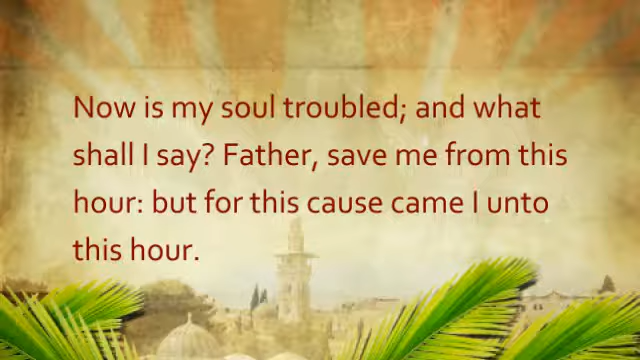 Now is my soul troubled; and what
shall I say? Father, save me from this
hour: but for this cause came I unto
this hour.